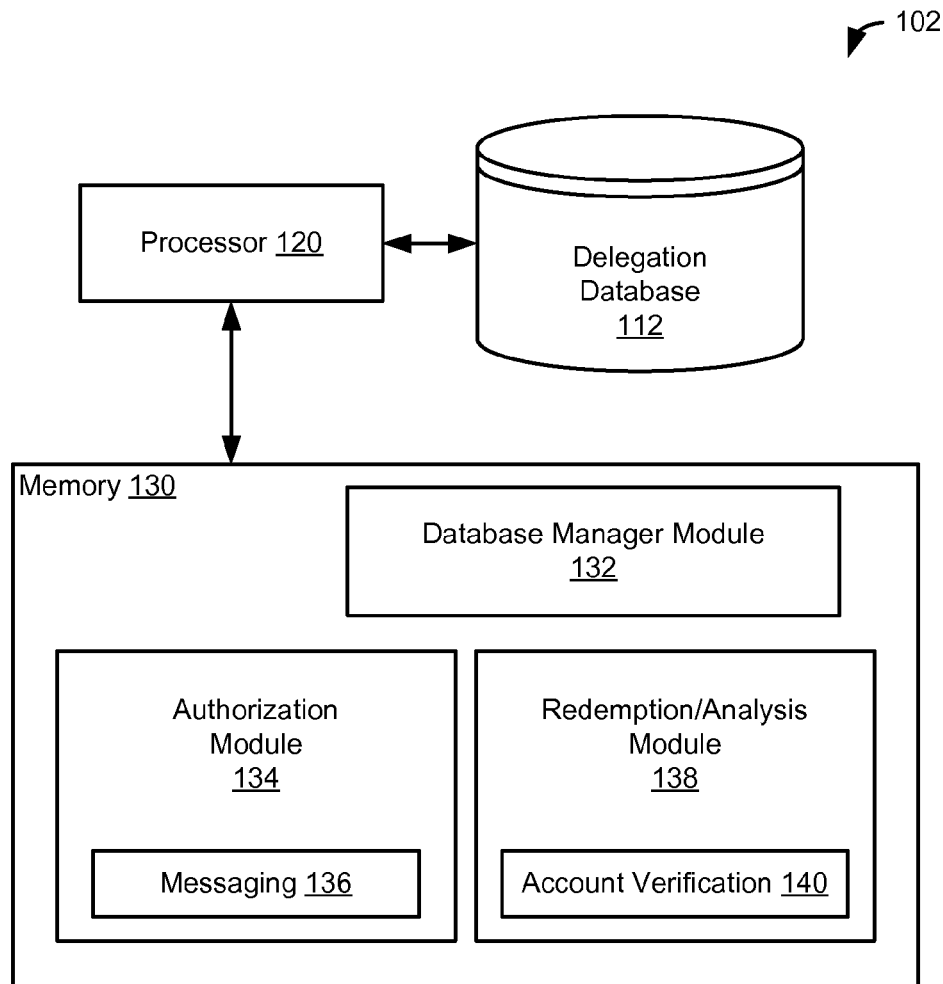 102
Processor 120
Delegation
Database
112
Memory 130
Database Manager Module
132
Authorization
Module
134
Messaging 136
Redemption/Analysis
Module
138
Account Verification 140